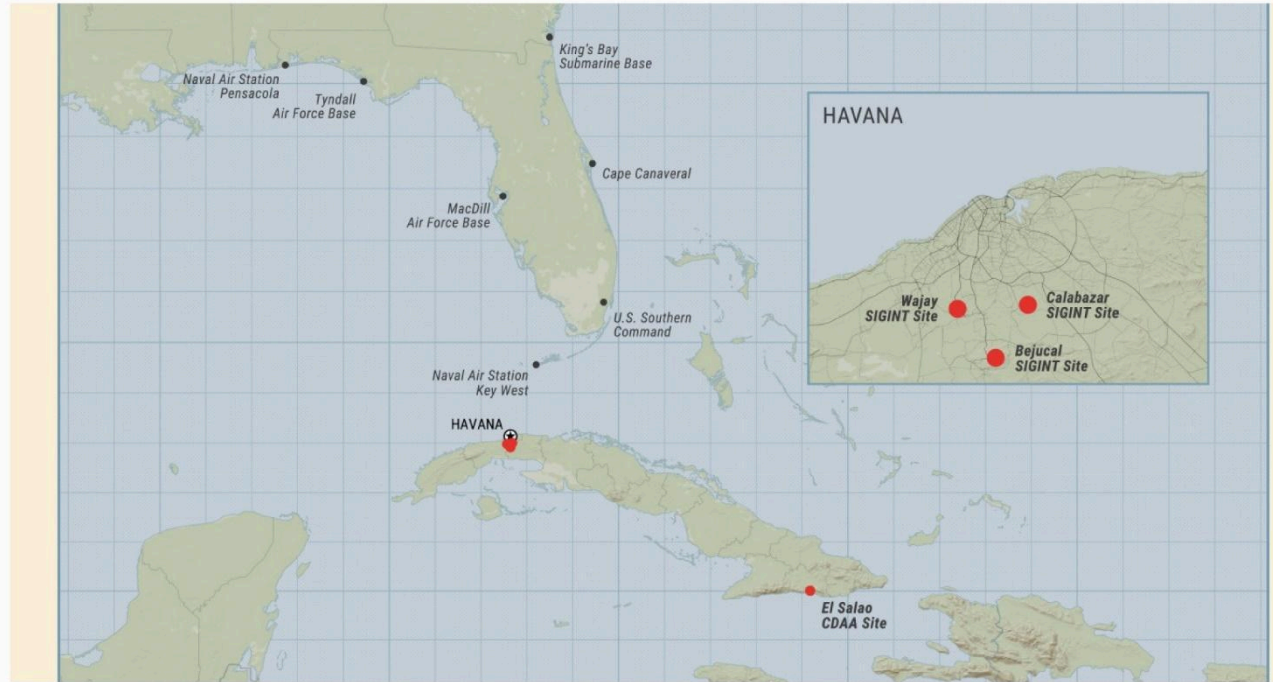 King's Bay
Submarine Base
Naval Air Station
Pensacola
Tyndall
Air Force Base
Cape Canaveral
MacDill
Air Force Base
U.S. Southern
Command
Naval Air Station
Key West
HAVANA
El Salao
CDAA Site
HAVANA
Wajay
SIGINT Site
Calabazar
SIGINT Site
Bejucal
SIGINT Site